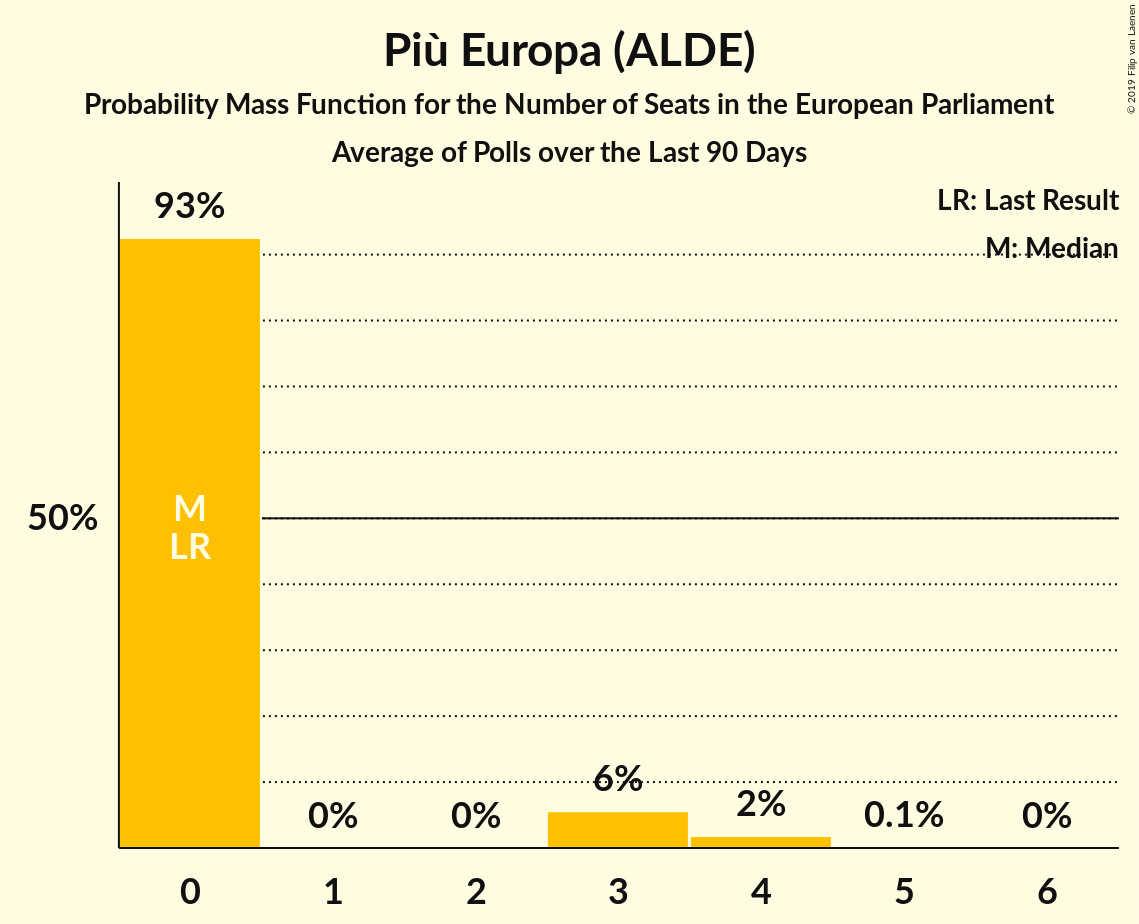 Più Europa (ALDE)
Probability Mass Function for the Number of Seats in the European Parliament
Average of Polls over the Last 90 Days
© 2019 Filip van Laenen
LR: Last Result
M: Median
93%
50%
M
LR
0%
0%
6%
2%
0.1%
0%
0
1
2
3
4
5
6